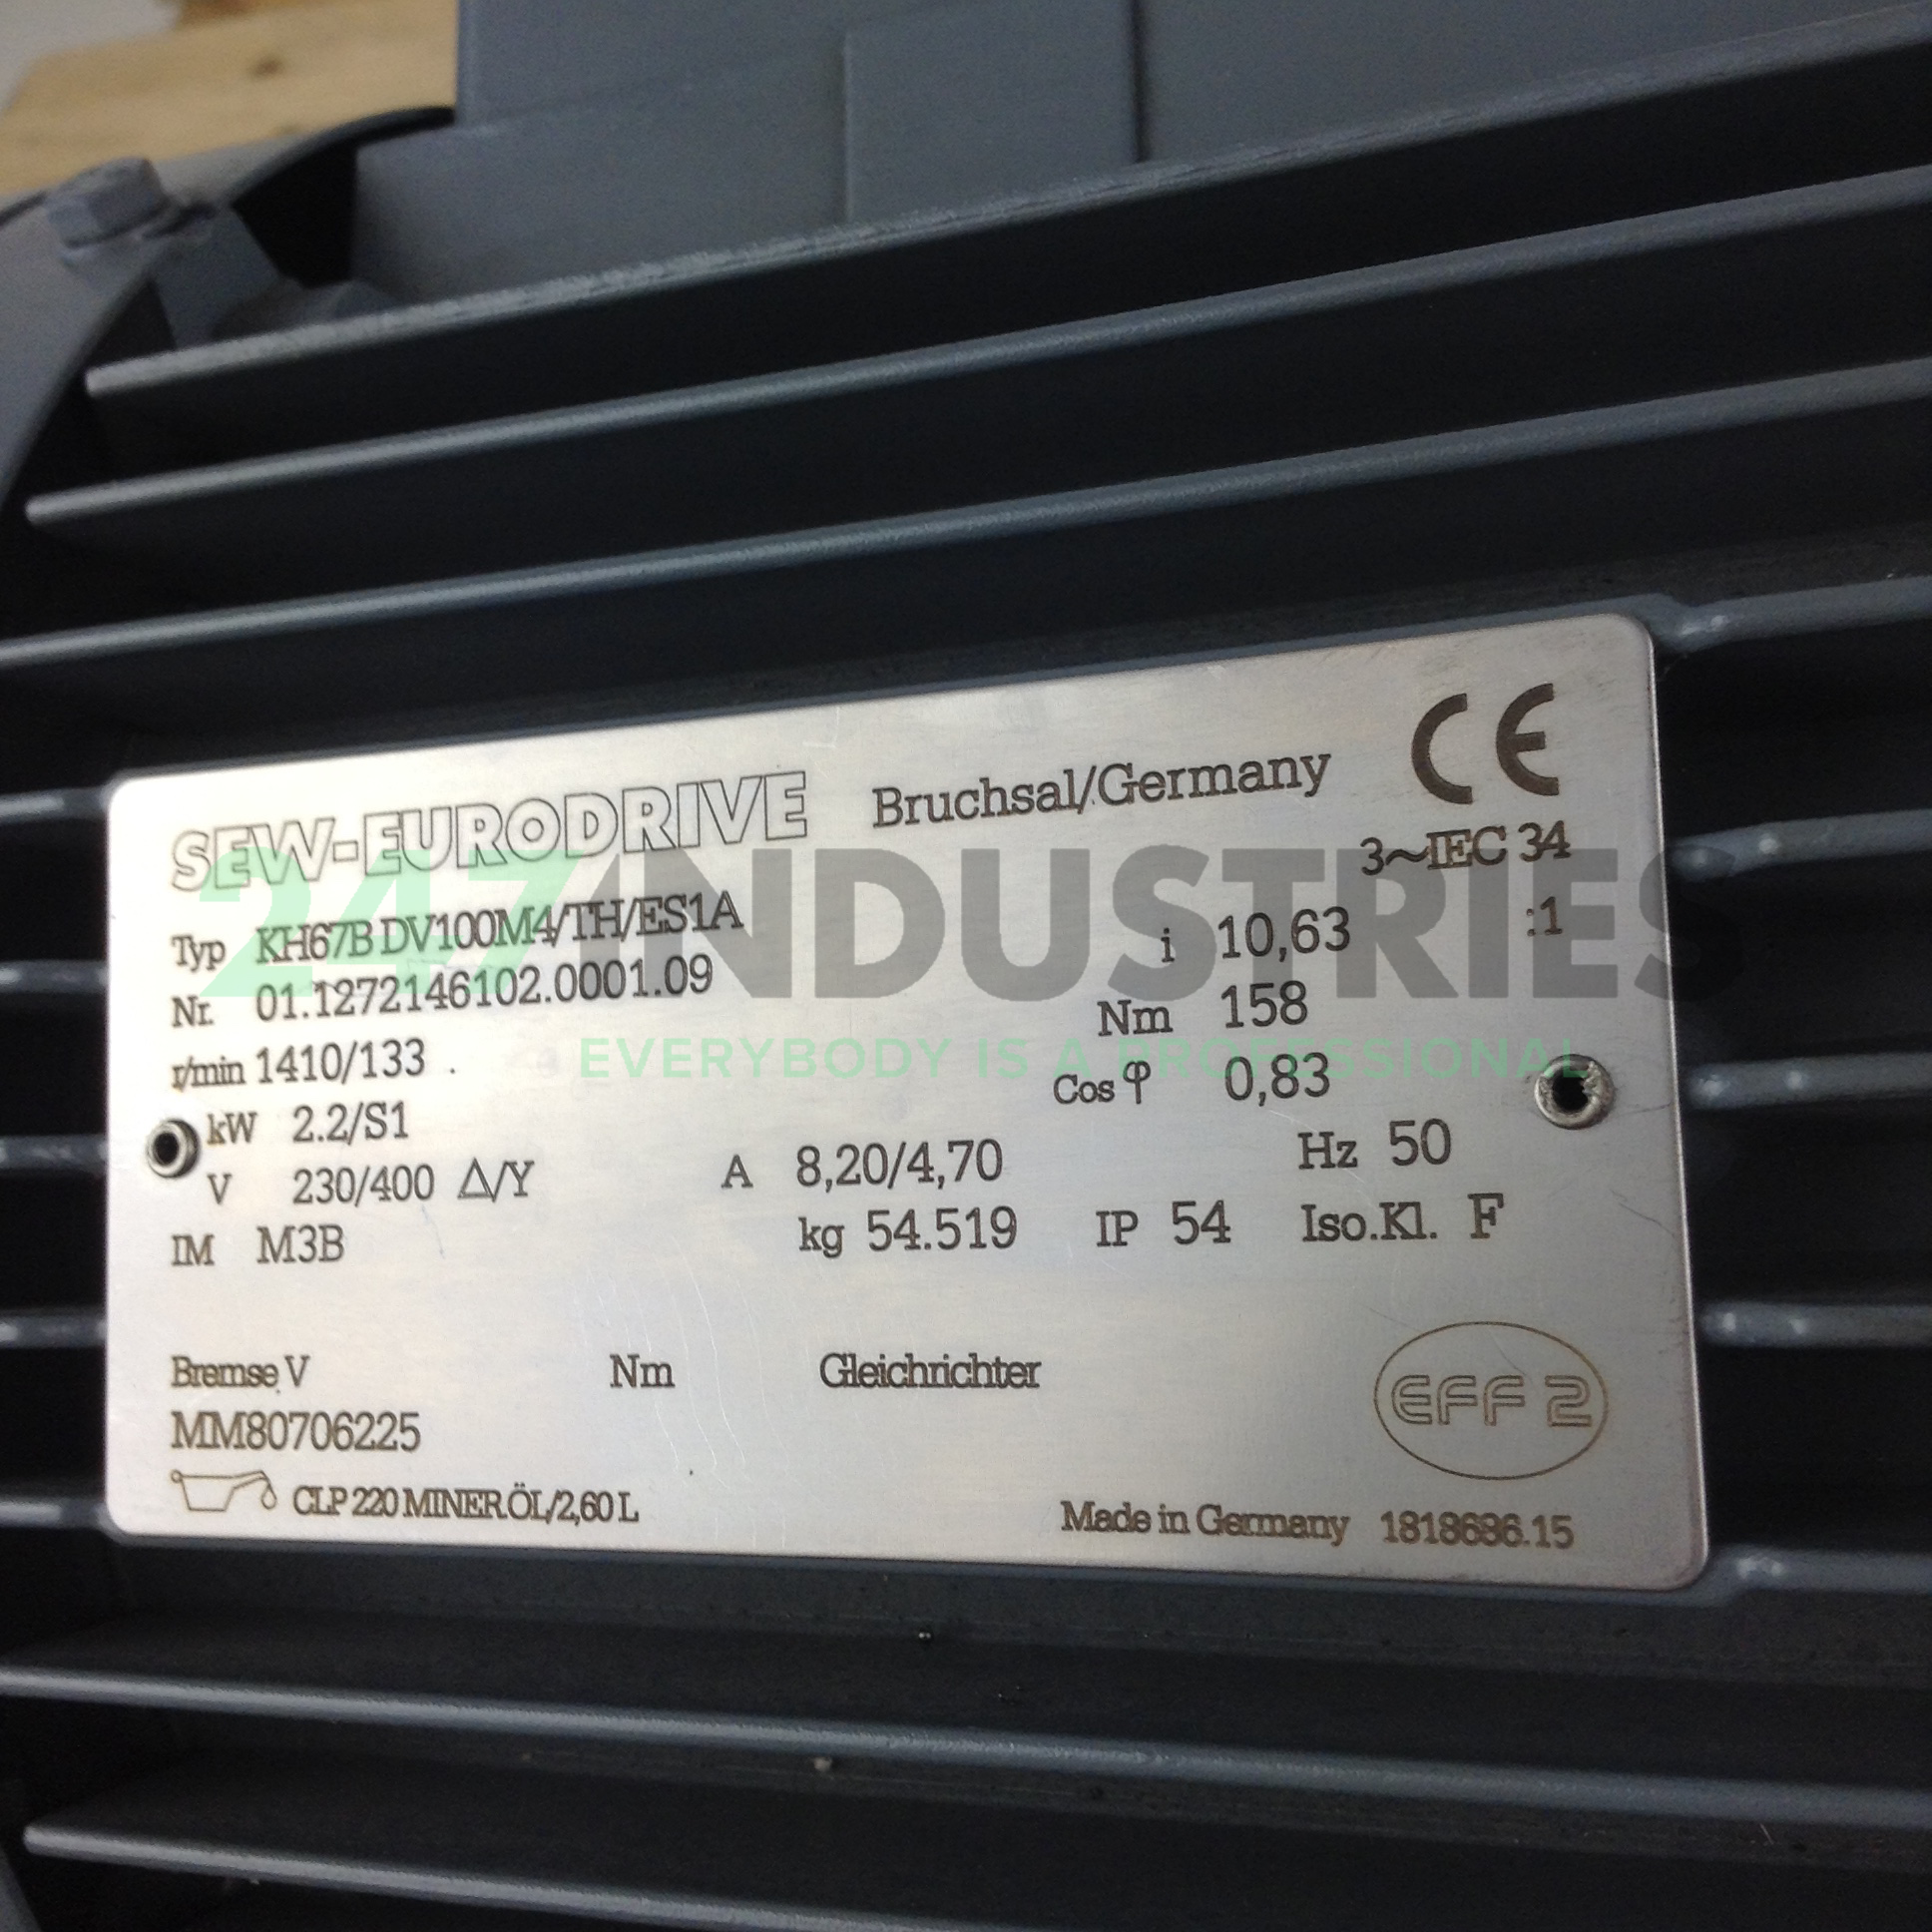 SEW-EURODRIVE Bruchsal/Germany CE
3~IEC 34
Typ KH67B DV100M4/TH/ES1A i 10,63 :1
Nr. 01.1272146102.0001.09 Nm 158
r/min 1410/133 . Cos φ 0,83
kW 2.2/S1 Hz 50
V 230/400 Δ/Y A 8,20/4,70
IM M3B kg 54.519 IP 54 Iso.Kl. F
Bremse V Nm Gleichrichter
EFF 2
MM80706225
CLP 220 MINER.ÖL/2,60 L
Made in Germany 1818686.15
247INDUSTRIES
EVERYBODY IS A PROFESSIONAL